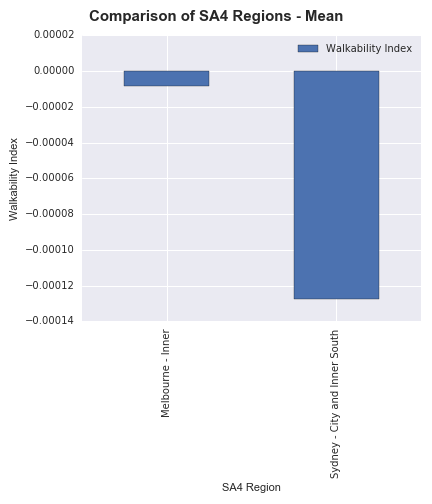 Comparison of SA4 Regions - Mean
0.00002
0.00000
−0.00002
−0.00004
−0.00006
−0.00008
−0.00010
−0.00012
−0.00014
Walkability Index
Walkability Index
Melbourne - Inner
Sydney - City and Inner South
SA4 Region